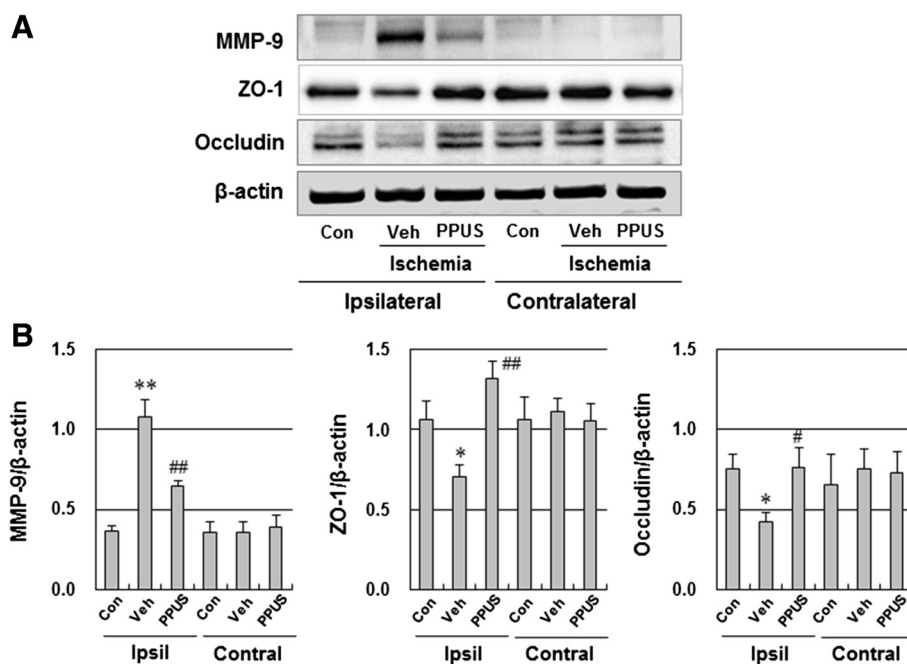 A
MMP-9
ZO-1
Occludin
β-actin
Con Veh PPUS Con Veh PPUS
Ischemia Ischemia
Ipsilateral Contralateral
B
MMP-9/β-actin
1.5
1.0
0.5
0.0
**
##
Con Veh PPUS Con Veh PPUS
Ipsil Contral
ZO-1/β-actin
1.5
1.0
0.5
0.0
*
##
Con Veh PPUS Con Veh PPUS
Ipsil Contral
Occludin/β-actin
1.5
1.0
0.5
0.0
*
#
Con Veh PPUS Con Veh PPUS
Ipsil Contral